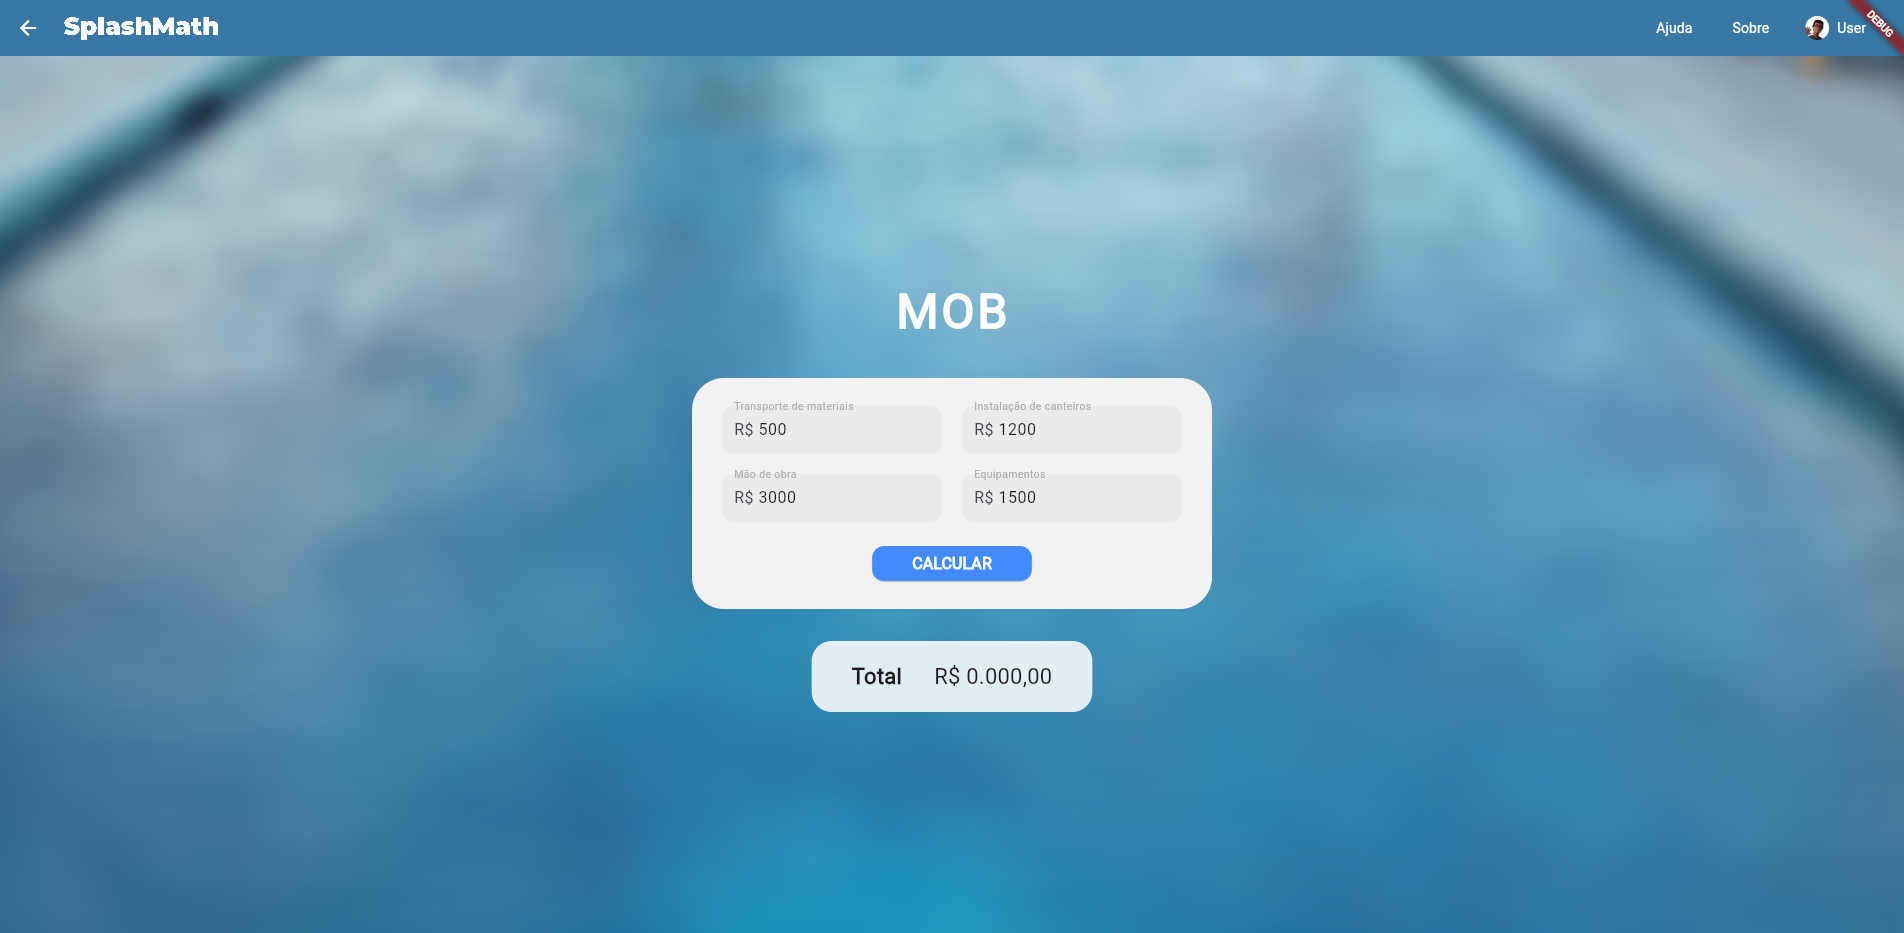 SplashMath
Ajuda
Sobre
User
DEBUG
MOB
Transporte de materiais
R$ 500
Instalação de canteiros
R$ 1200
Mão de obra
R$ 3000
Equipamentos
R$ 1500
CALCULAR
Total R$ 0.000,00